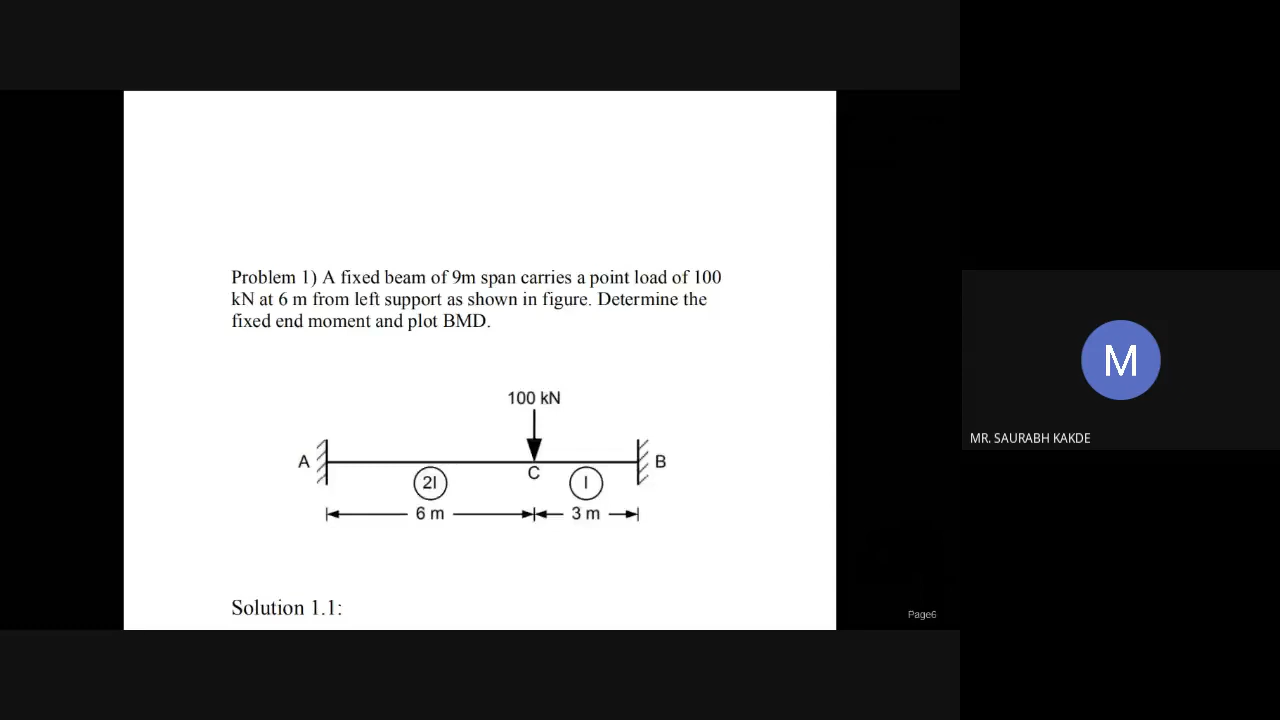 Problem 1) A fixed beam of 9m span carries a point load of 100
kN at 6 m from left support as shown in figure. Determine the
fixed end moment and plot BMD.
100 kN
A
B
C
2I
I
6 m
3 m
Solution 1.1:
Page6
M
MR. SAURABH KAKDE